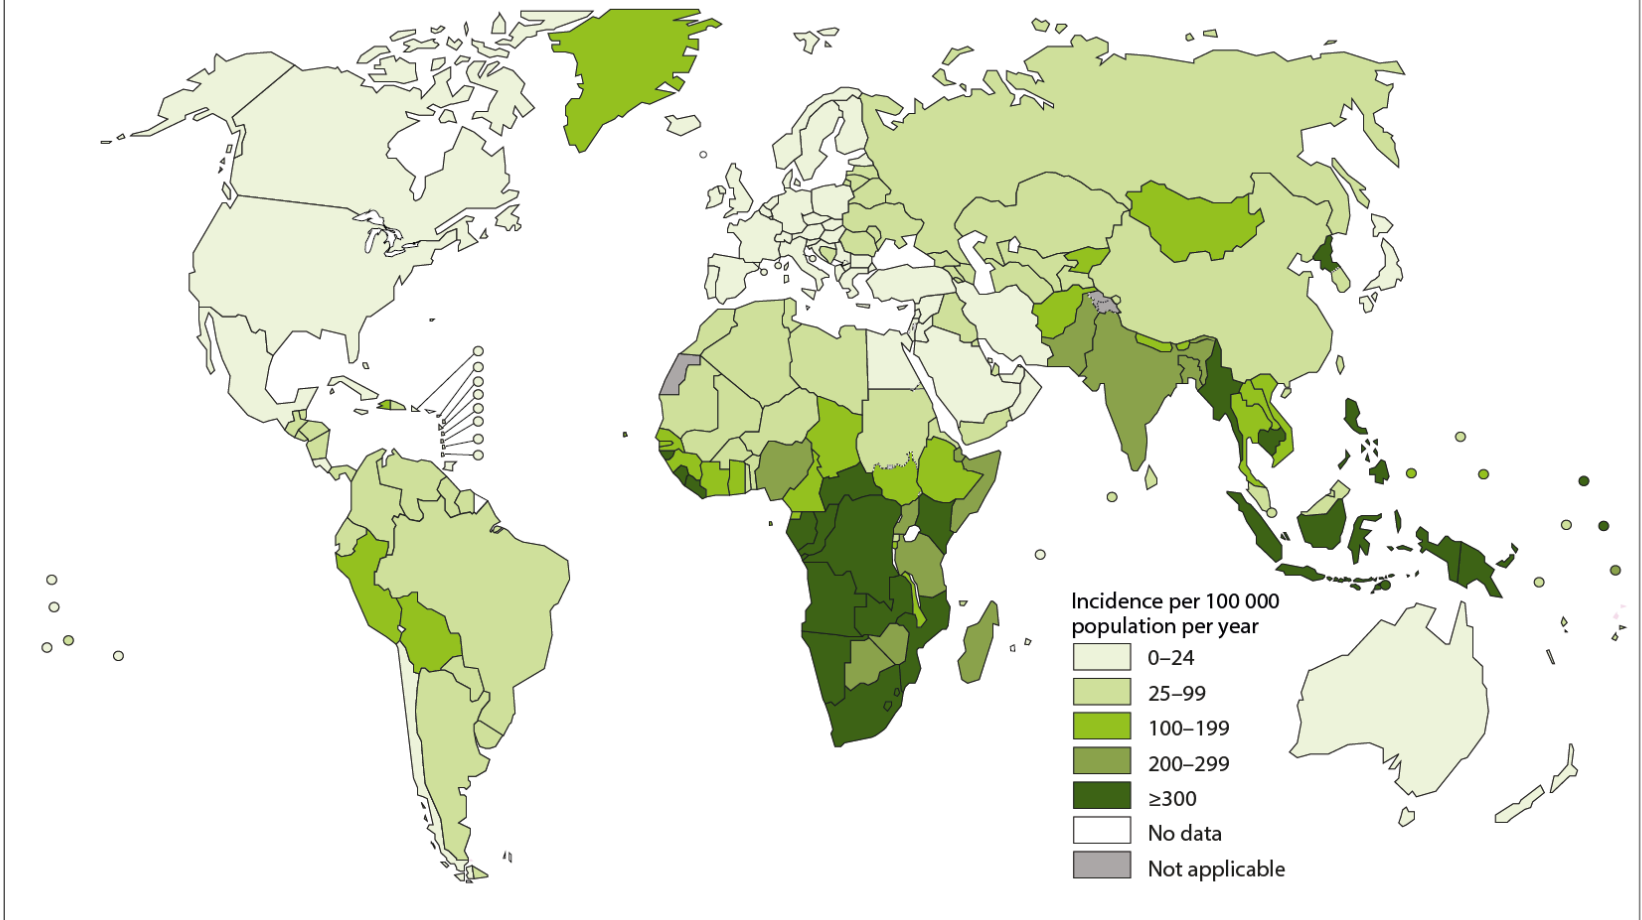 Incidence per 100 000
population per year
0–24
25–99
100–199
200–299
≥300
No data
Not applicable